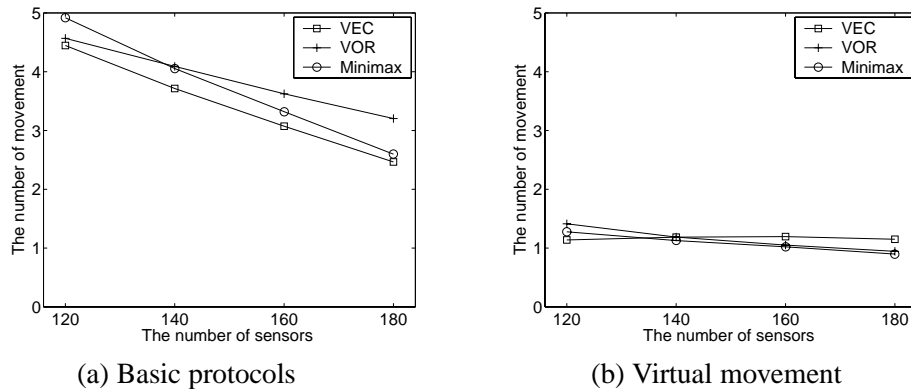 5
4
3
2
1
0
The number of movement
VEC
VOR
Minimax
120
140
160
180
The number of sensors
(a) Basic protocols
5
4
3
2
1
0
The number of movement
VEC
VOR
Minimax
120
140
160
180
The number of sensors
(b) Virtual movement